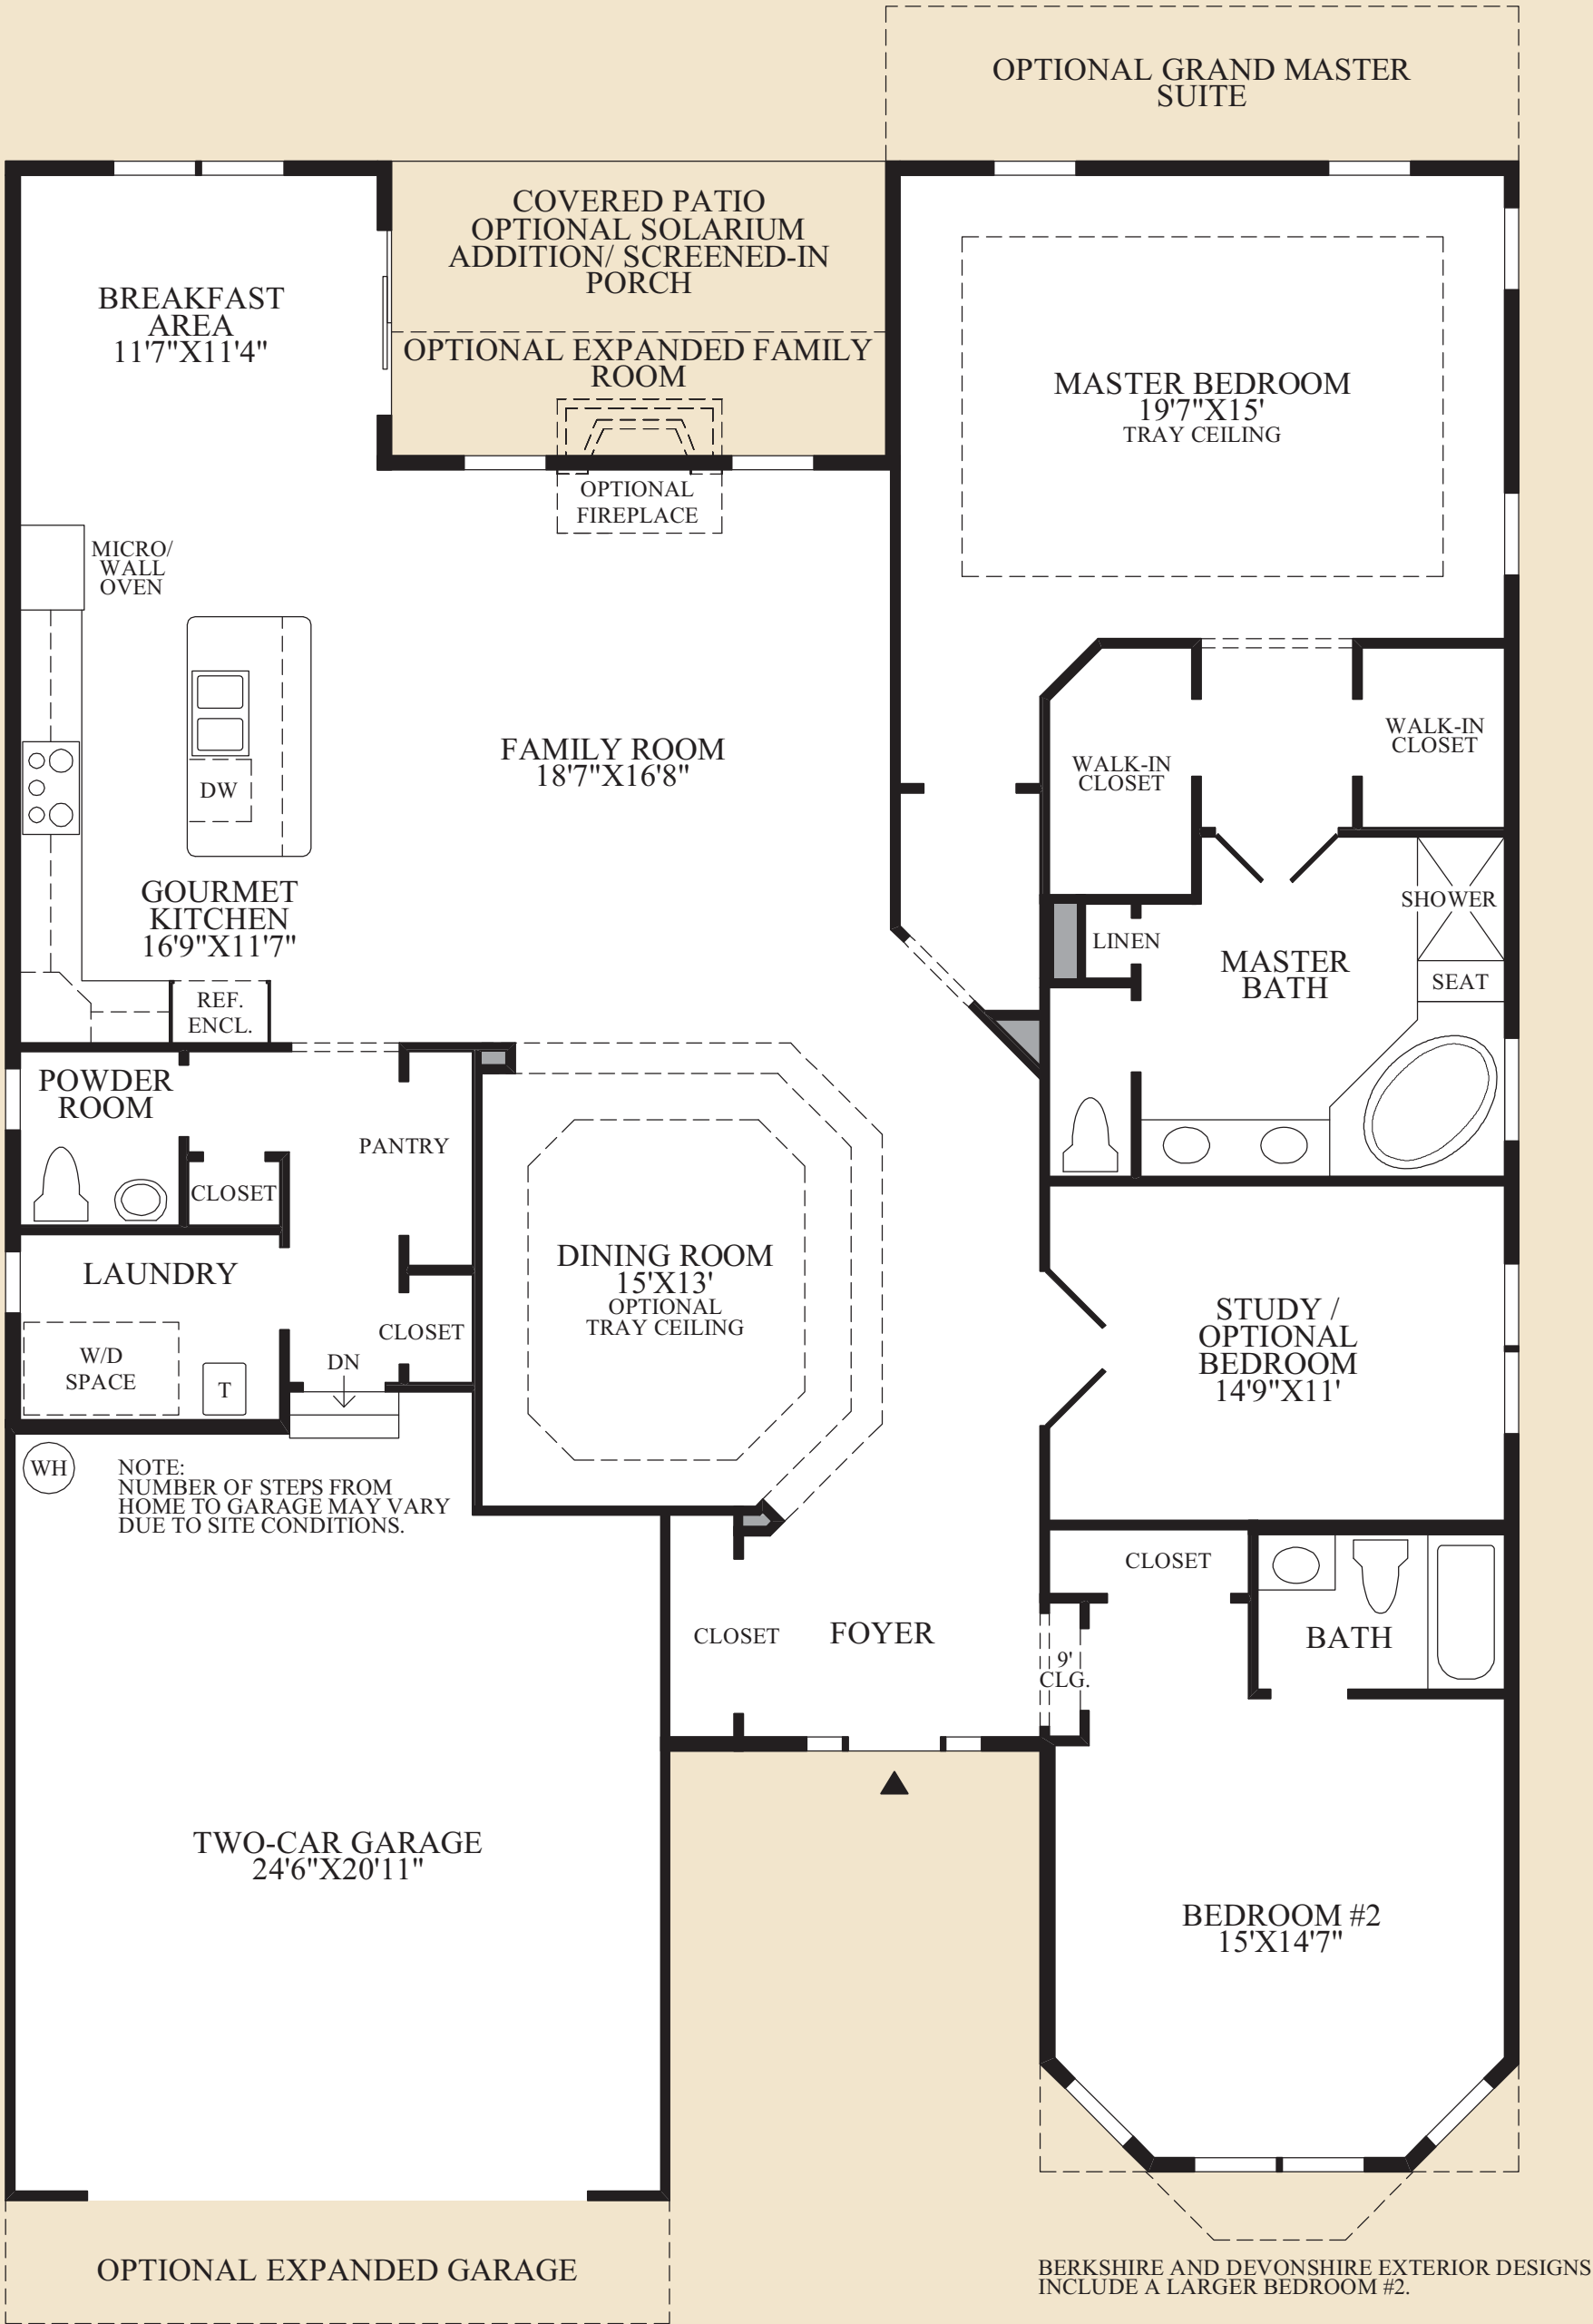 OPTIONAL GRAND MASTER
SUITE
COVERED PATIO
OPTIONAL SOLARIUM
ADDITION/ SCREENED-IN
PORCH
OPTIONAL EXPANDED FAMILY
ROOM
BREAKFAST
AREA
11'7"X11'4"
MASTER BEDROOM
19'7"X15'
TRAY CEILING
OPTIONAL
FIREPLACE
MICRO/
WALL
OVEN
DW
FAMILY ROOM
18'7"X16'8"
WALK-IN
CLOSET
WALK-IN
CLOSET
GOURMET
KITCHEN
16'9"X11'7"
REF.
ENCL.
LINEN
SHOWER
MASTER
BATH
SEAT
POWDER
ROOM
PANTRY
CLOSET
LAUNDRY
DINING ROOM
15'X13'
OPTIONAL
TRAY CEILING
CLOSET
W/D
SPACE
T
DN
STUDY /
OPTIONAL
BEDROOM
14'9"X11'
WH
NOTE:
NUMBER OF STEPS FROM
HOME TO GARAGE MAY VARY
DUE TO SITE CONDITIONS.
CLOSET
FOYER
CLOSET
BATH
9'
CLG.
TWO-CAR GARAGE
24'6"X20'11"
BEDROOM #2
15'X14'7"
OPTIONAL EXPANDED GARAGE
BERKSHIRE AND DEVONSHIRE EXTERIOR DESIGNS
INCLUDE A LARGER BEDROOM #2.